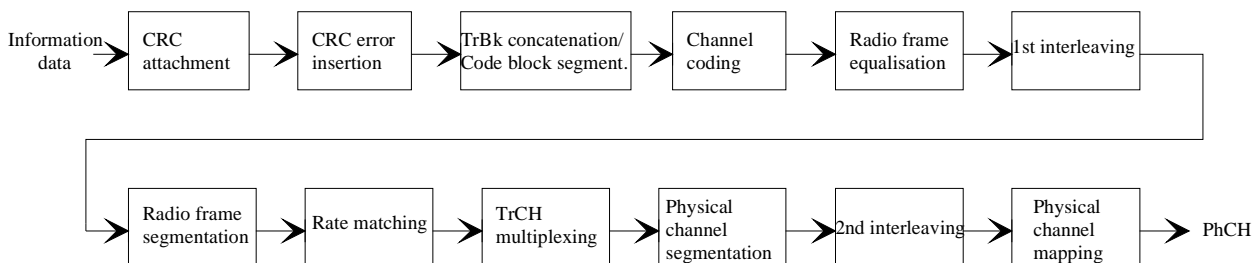 Information
data
CRC
attachment
CRC error
insertion
TrBk concatenation/
Code block segment.
Channel
coding
Radio frame
equalisation
1st interleaving
Radio frame
segmentation
Rate matching
TrCH
multiplexing
Physical
channel
segmentation
2nd interleaving
Physical
channel
mapping
PhCH